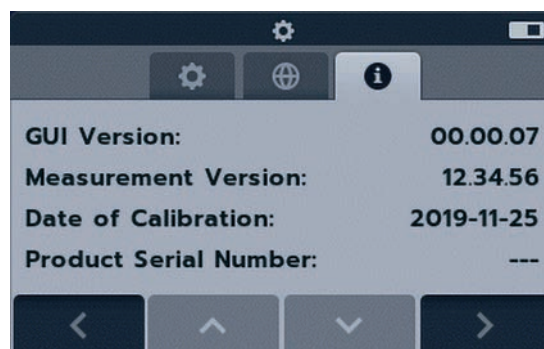 GUI Version: 00.00.07
Measurement Version: 12.34.56
Date of Calibration: 2019-11-25
Product Serial Number: ---